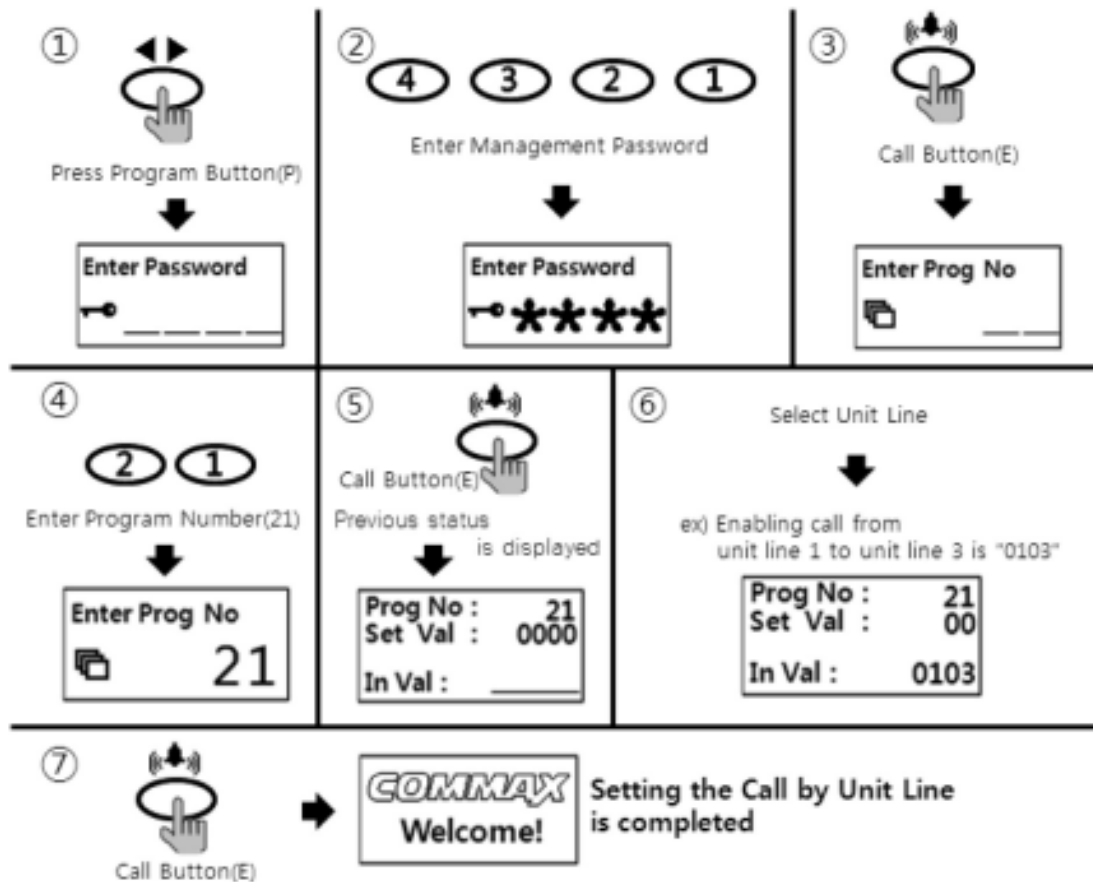 ①
Press Program Button(P)
Enter Password
②
4 3 2 1
Enter Management Password
Enter Password
****
③
Call Button(E)
Enter Prog No
④
2 1
Enter Program Number(21)
Enter Prog No
21
⑤
Call Button(E)
Previous status
is displayed
Prog No : 21
Set Val : 0000
In Val :
⑥
Select Unit Line
ex) Enabling call from
unit line 1 to unit line 3 is "0103"
Prog No : 21
Set Val : 00
In Val : 0103
⑦
Call Button(E)
COMMAX
Welcome!
Setting the Call by Unit Line
is completed